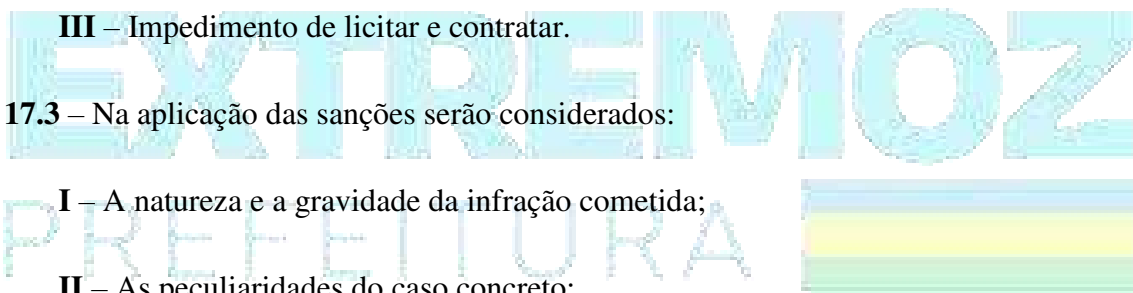 III – Impedimento de licitar e contratar.
EXTREMOZ
17.3 – Na aplicação das sanções serão considerados:
I – A natureza e a gravidade da infração cometida;
PREFEITURA
II – As peculiaridades do caso concreto;